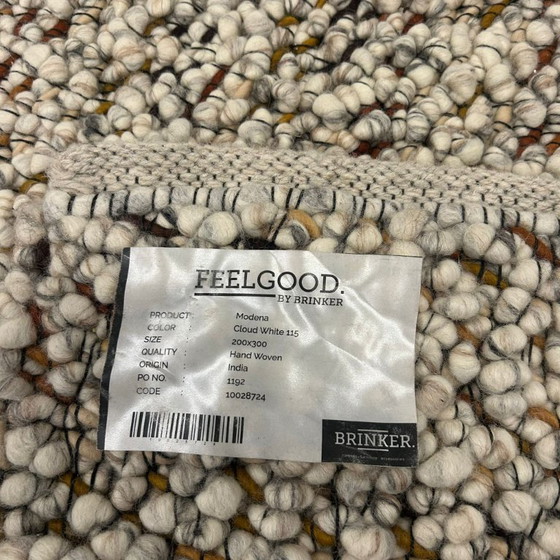 FEELGOOD.
BY BRINKER
PRODUCT : Modena
COLOR : Cloud White 115
SIZE : 200x300
QUALITY : Hand Woven
ORIGIN : India
PO NO. : 1192
CODE : 10028724
BRINKER.